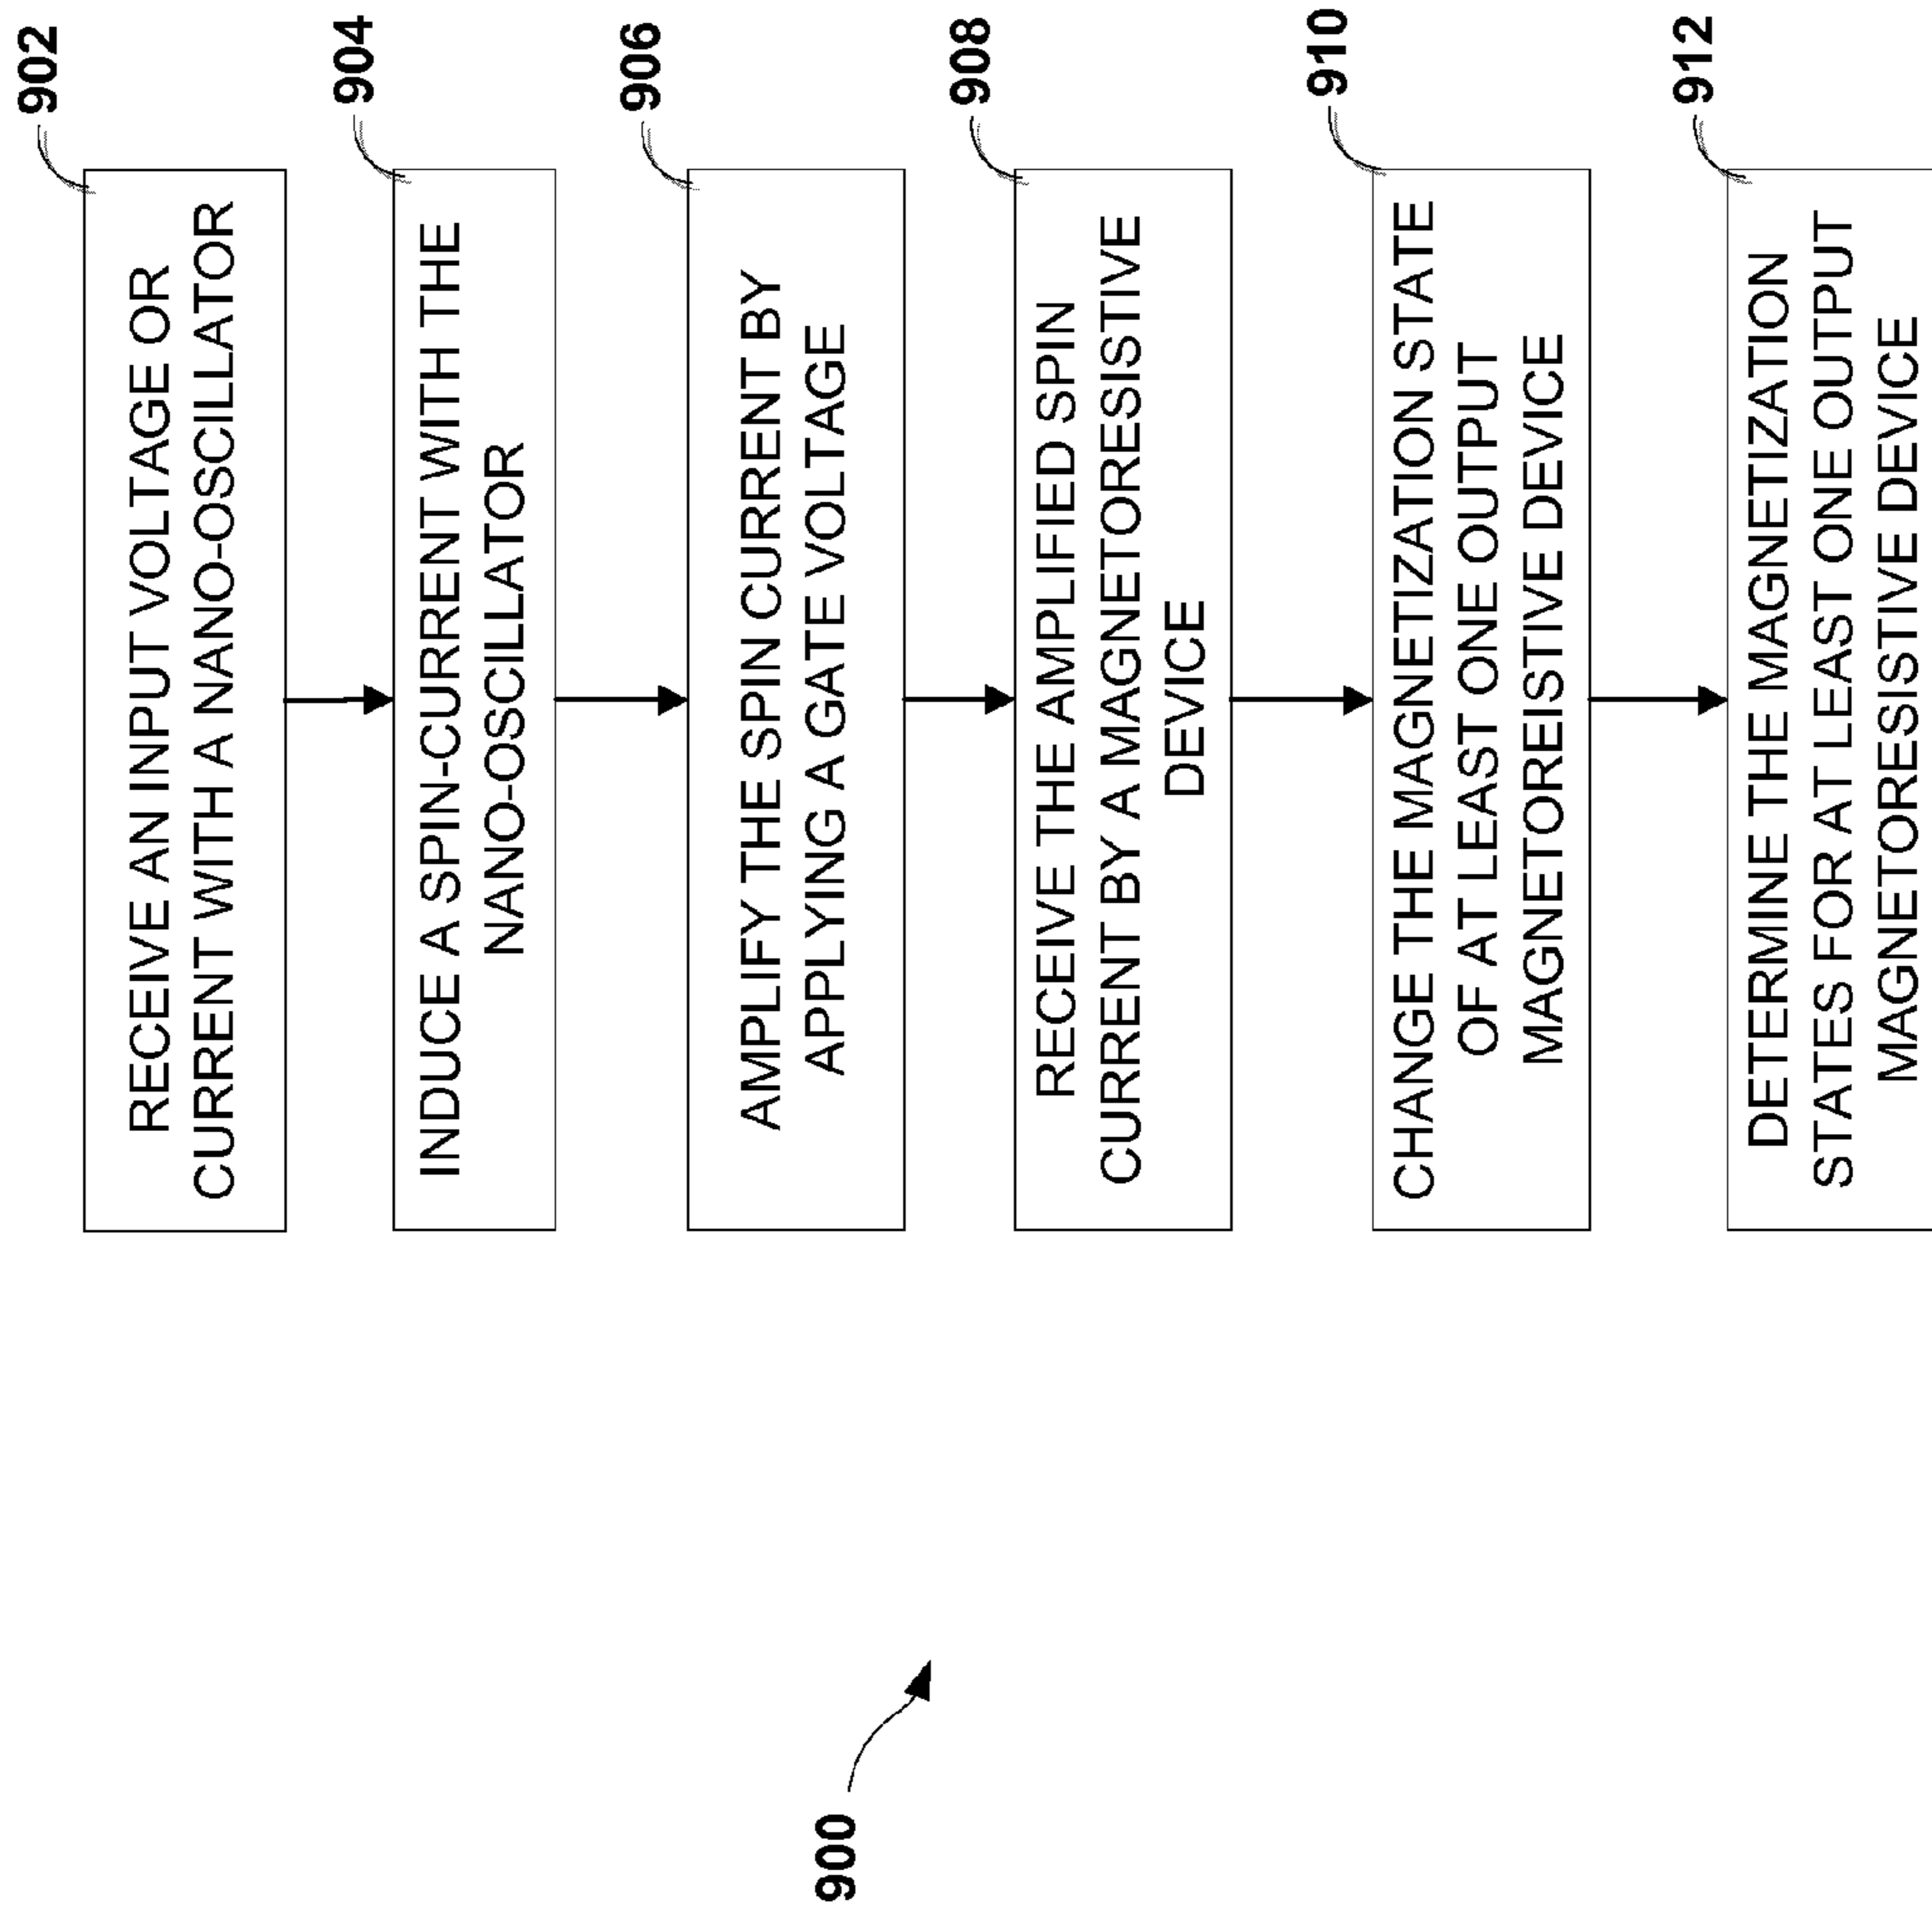 902
RECEIVE AN INPUT VOLTAGE OR
CURRENT WITH A NANO-OSCILLATOR
904
INDUCE A SPIN-CURRENT WITH THE
NANO-OSCILLATOR
906
AMPLIFY THE SPIN CURRENT BY
APPLYING A GATE VOLTAGE
908
RECEIVE THE AMPLIFIED SPIN
CURRENT BY A MAGNETORESISTIVE
DEVICE
910
CHANGE THE MAGNETIZATION STATE
OF AT LEAST ONE OUTPUT
MAGNETOREISTIVE DEVICE
912
DETERMINE THE MAGNETIZATION
STATES FOR AT LEAST ONE OUTPUT
MAGNETORESISTIVE DEVICE
900